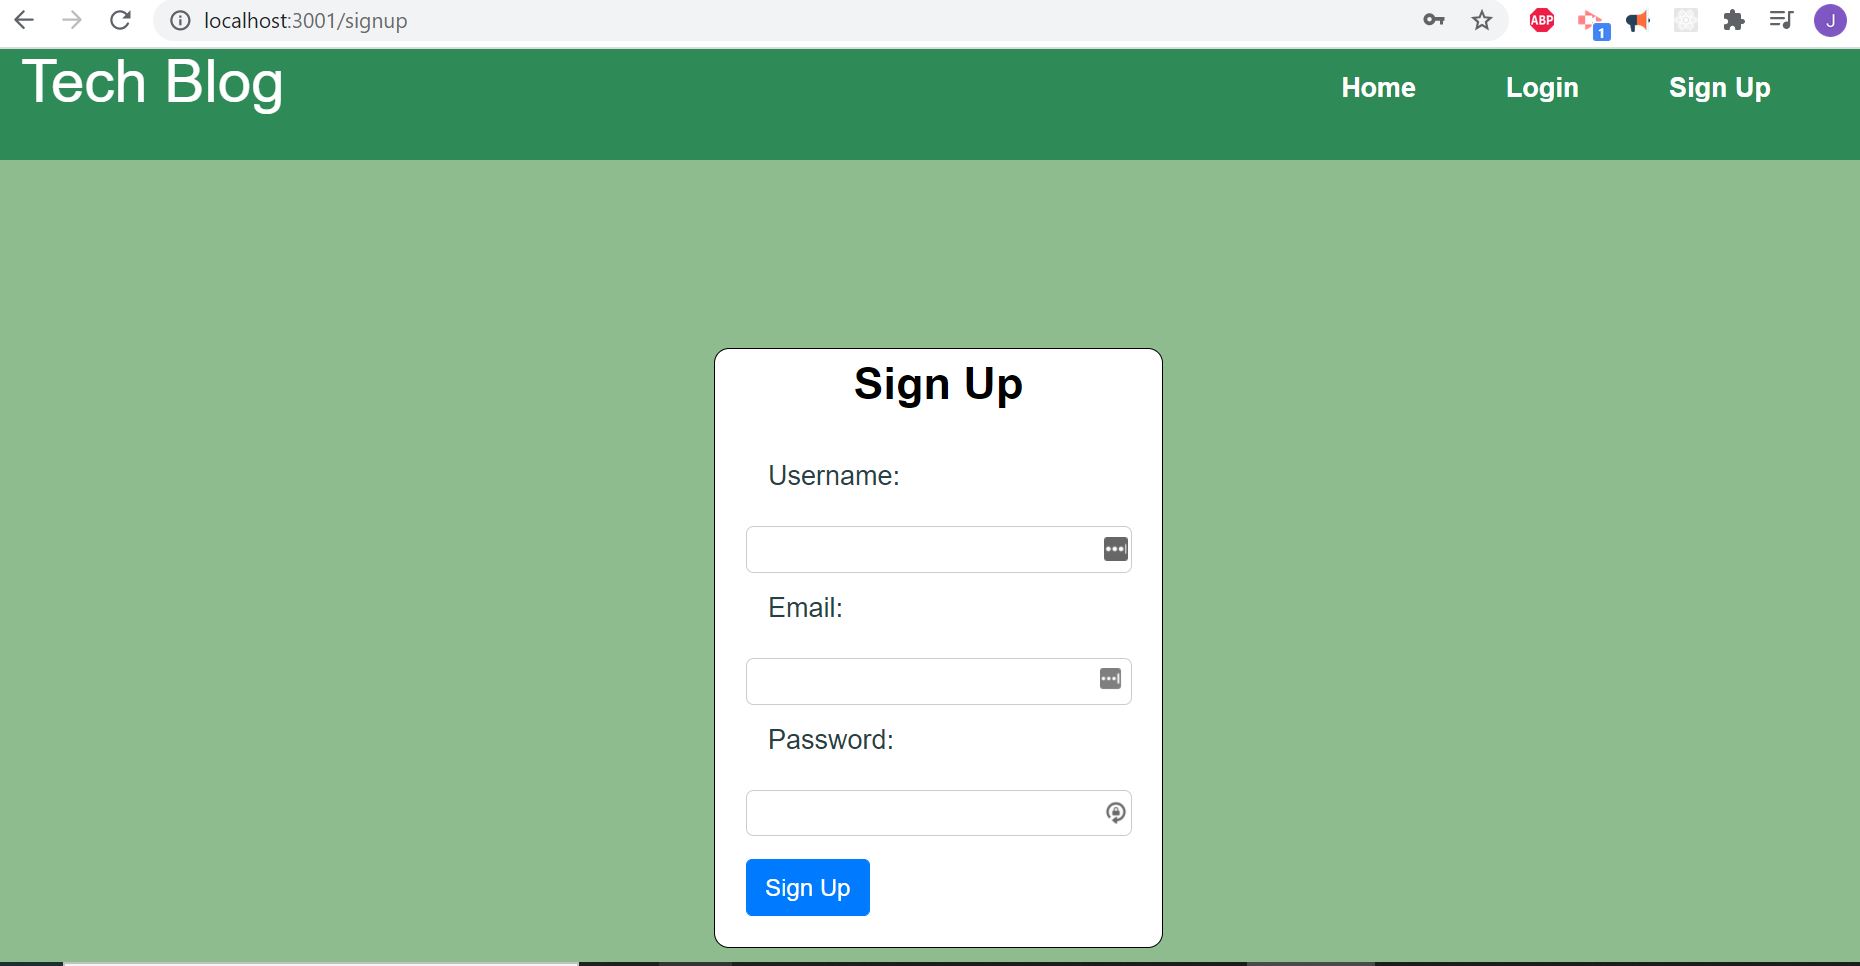 localhost:3001/signup
ABP
1
J
Tech Blog
Home Login Sign Up
Sign Up
Username:
Email:
Password:
Sign Up